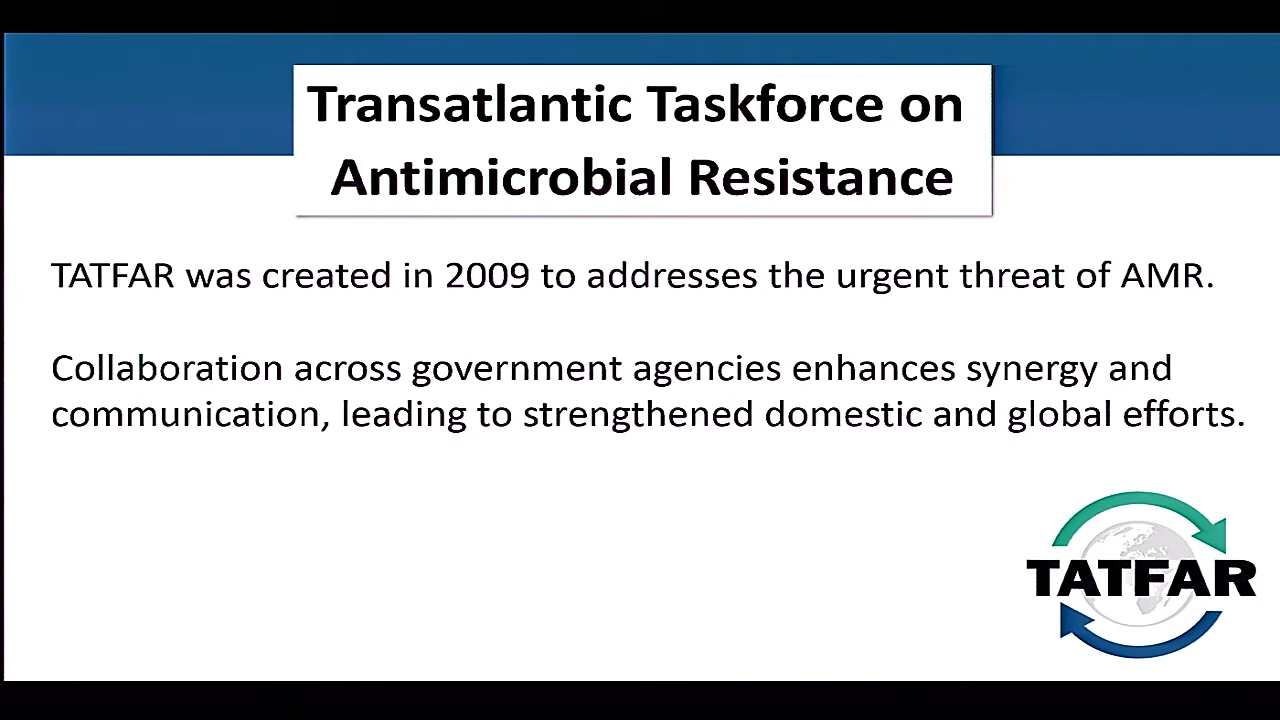 Transatlantic Taskforce on
Antimicrobial Resistance
TATFAR was created in 2009 to addresses the urgent threat of AMR.
Collaboration across government agencies enhances synergy and
communication, leading to strengthened domestic and global efforts.
TATFAR